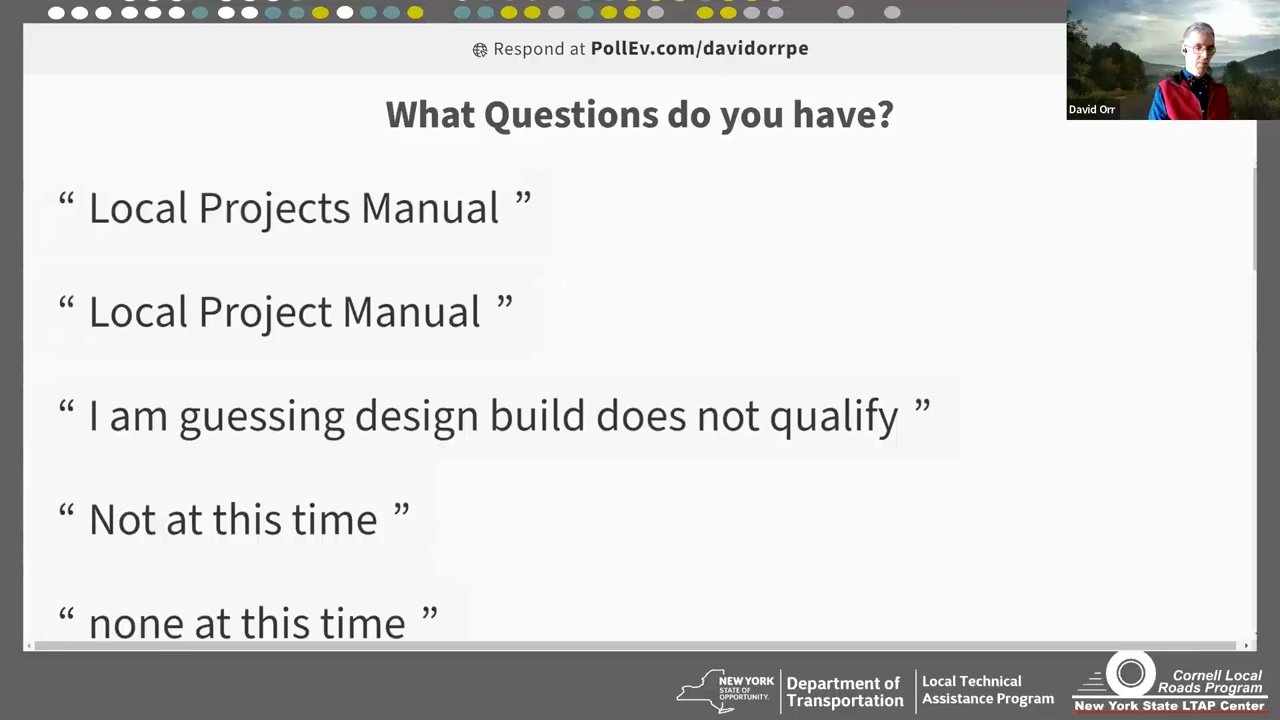 Respond at PollEv.com/davidorrpe
David Orr
What Questions do you have?
“ Local Projects Manual ”
“ Local Project Manual ”
“ I am guessing design build does not qualify ”
“ Not at this time ”
“ none at this time ”
NEW YORK
STATE OF
OPPORTUNITY.
Department of
Transportation
Local Technical
Assistance Program
Cornell Local
Roads Program
New York State LTAP Center